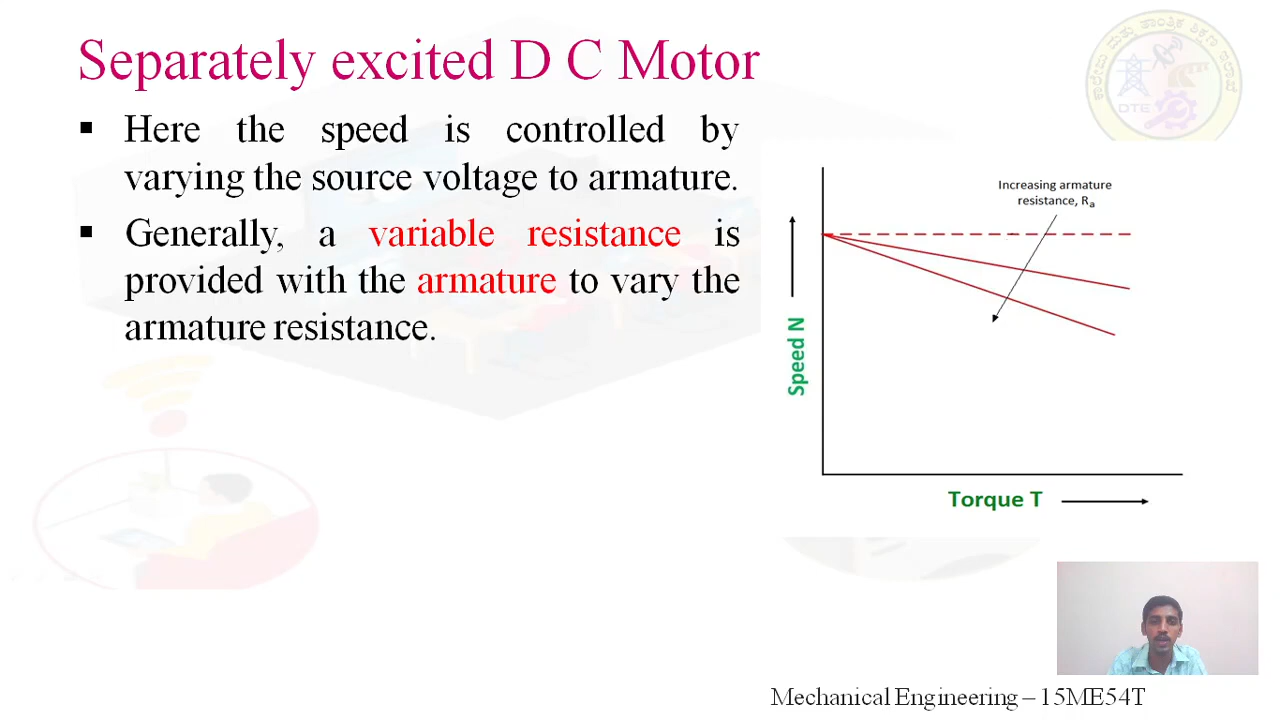 Separately excited D C Motor
▪ Here the speed is controlled by
varying the source voltage to armature.
▪ Generally, a variable resistance is
provided with the armature to vary the
armature resistance.
Increasing armature
resistance, Ra
Speed N
Torque T
DTE
Mechanical Engineering – 15ME54T